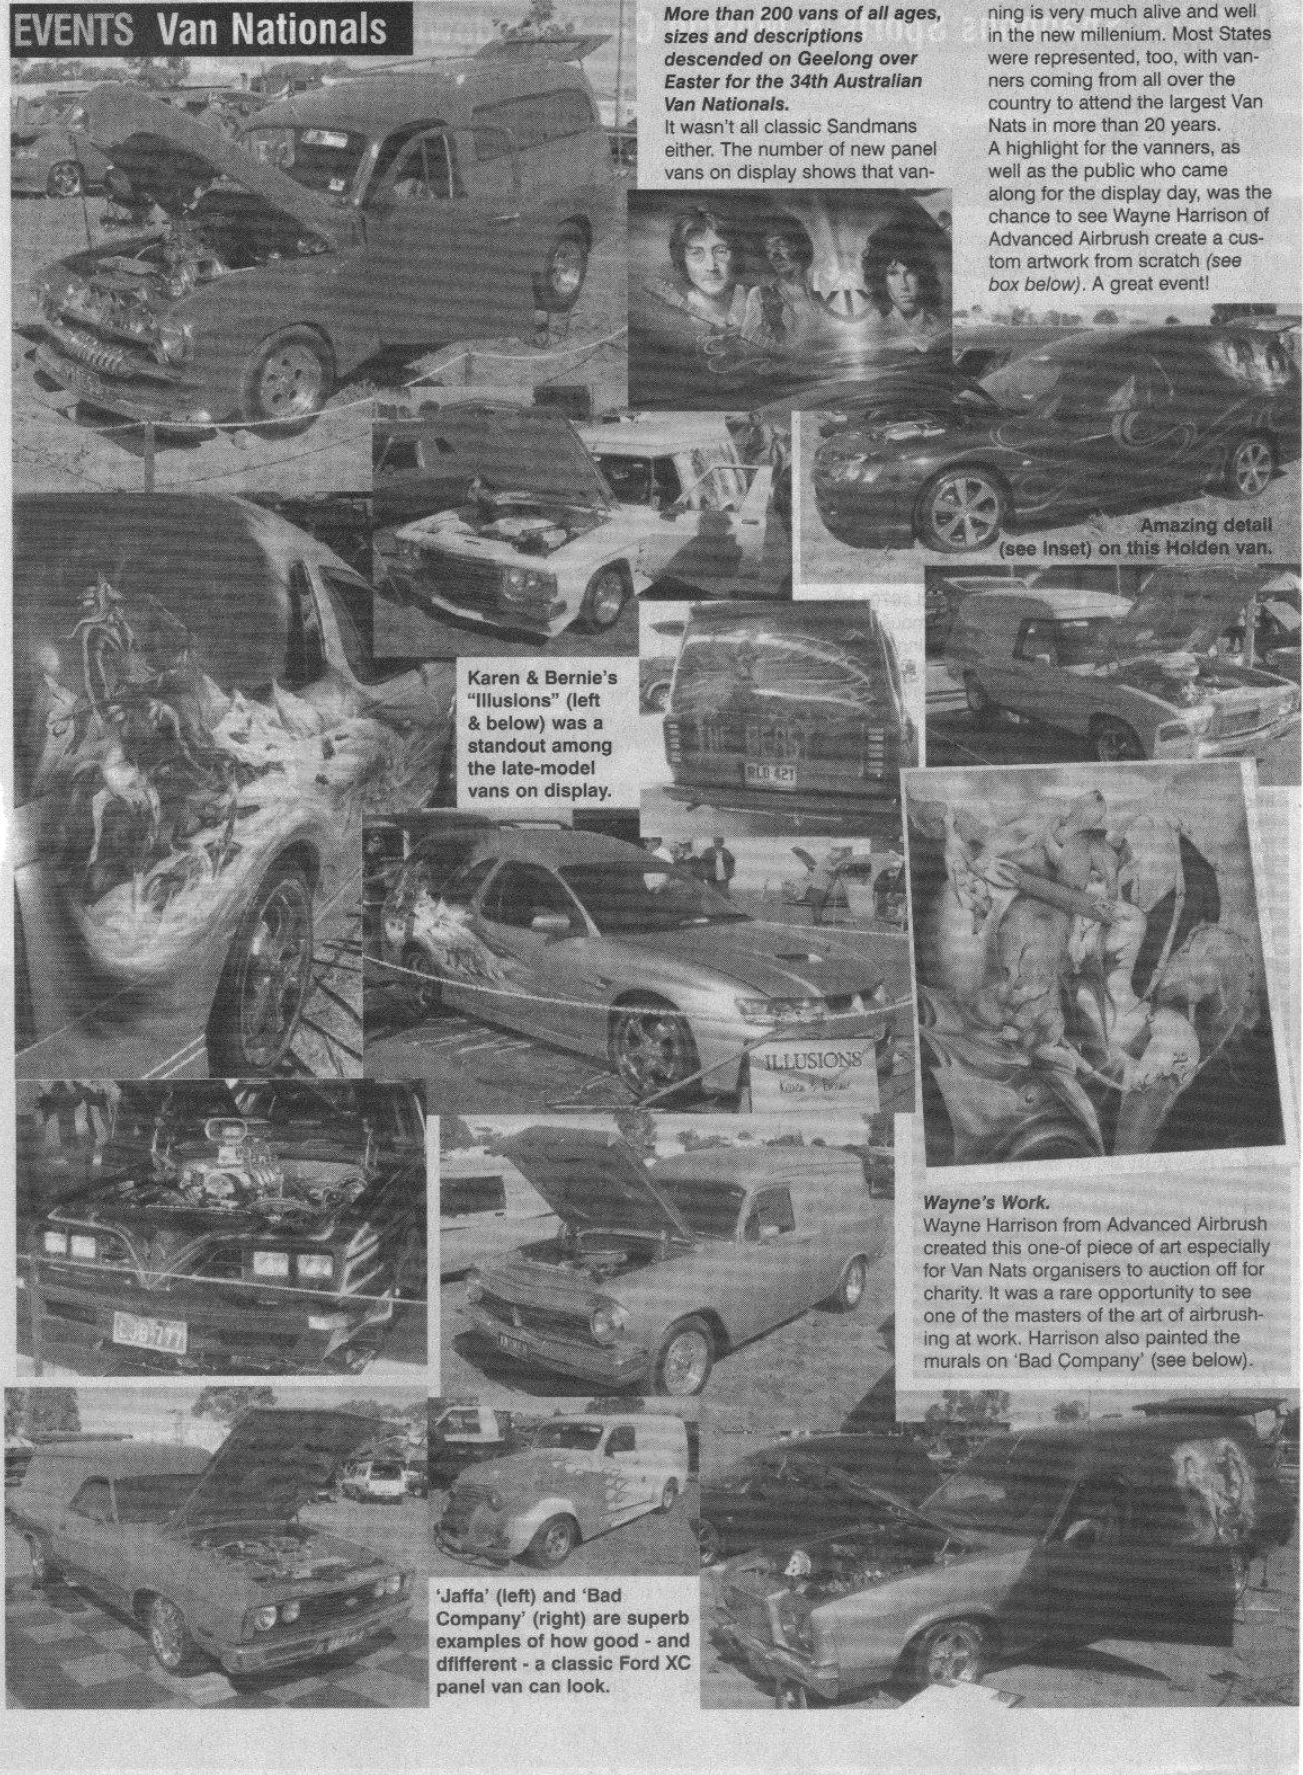 EVENTS Van Nationals
More than 200 vans of all ages,
sizes and descriptions
descended on Geelong over
Easter for the 34th Australian
Van Nationals.
It wasn't all classic Sandmans
either. The number of new panel
vans on display shows that van-
ning is very much alive and well
in the new millenium. Most States
were represented, too, with van-
ners coming from all over the
country to attend the largest Van
Nats in more than 20 years.
A highlight for the vanners, as
well as the public who came
along for the display day, was the
chance to see Wayne Harrison of
Advanced Airbrush create a cus-
tom artwork from scratch (see
box below). A great event!
Amazing detail
(see Inset) on this Holden van.
Karen & Bernie's
"Illusions" (left
& below) was a
standout among
the late-model
vans on display.
THE BEAST
RLD 421
ILLUSIONS
Karen & Bernie
Wayne's Work.
Wayne Harrison from Advanced Airbrush
created this one-of piece of art especially
for Van Nats organisers to auction off for
charity. It was a rare opportunity to see
one of the masters of the art of airbrush-
ing at work. Harrison also painted the
murals on 'Bad Company' (see below).
'Jaffa' (left) and 'Bad
Company' (right) are superb
examples of how good - and
dfifferent - a classic Ford XC
panel van can look.